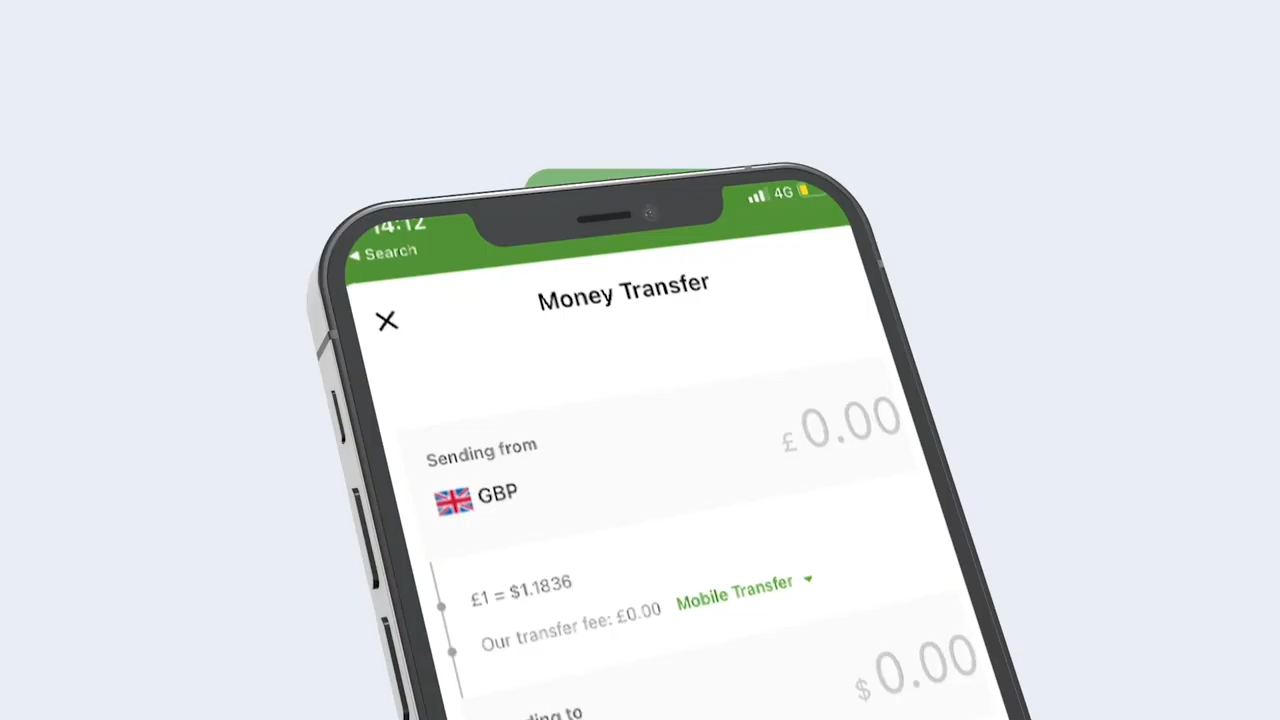 14:12
4G
◀ Search
Money Transfer
Sending from
£ 0.00
GBP
£1 = $1.1836
Our transfer fee: £0.00 Mobile Transfer
$ 0.00
to